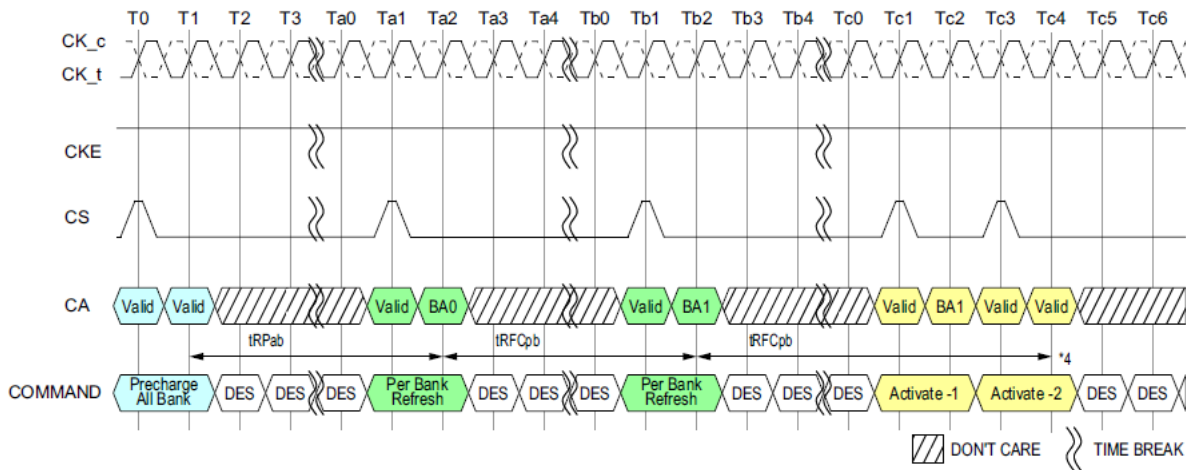 T0 T1 T2 T3 Ta0 Ta1 Ta2 Ta3 Ta4 Tb0 Tb1 Tb2 Tb3 Tb4 Tc0 Tc1 Tc2 Tc3 Tc4 Tc5 Tc6
CK_c
CK_t
CKE
CS
CA Valid Valid Valid BA0 Valid BA1 Valid BA1 Valid Valid
tRPab tRFCpb tRFCpb *4
COMMAND Precharge All Bank DES DES DES Per Bank Refresh DES DES DES Per Bank Refresh DES DES DES Activate -1 Activate -2 DES DES
DON'T CARE TIME BREAK